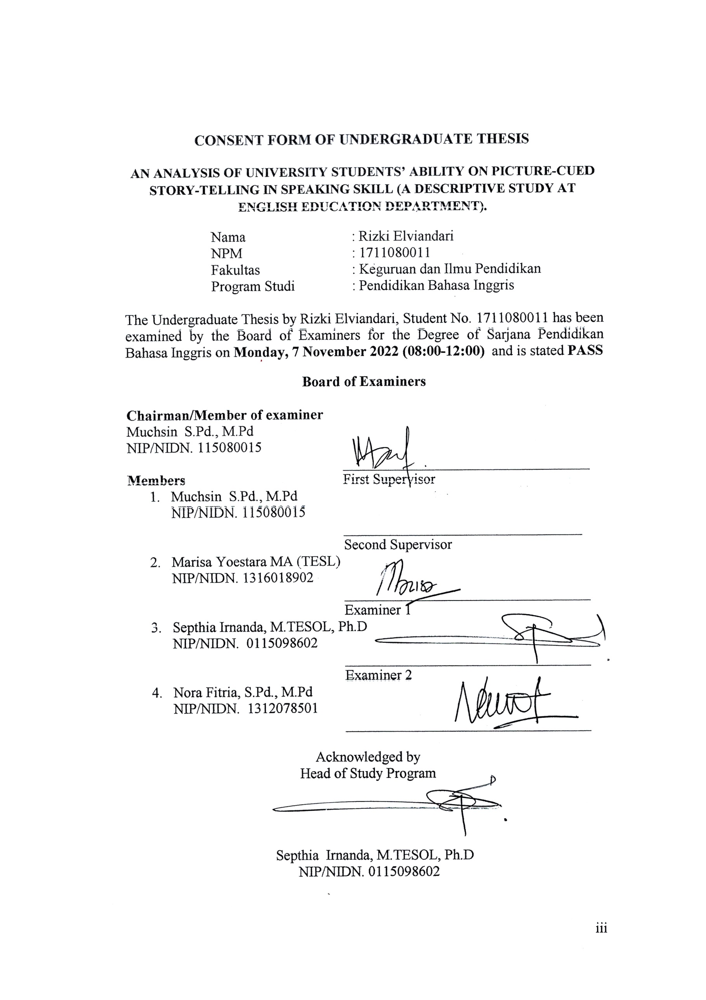 CONSENT FORM OF UNDERGRADUATE THESIS
AN ANALYSIS OF UNIVERSITY STUDENTS' ABILITY ON PICTURE-CUED
STORY-TELLING IN SPEAKING SKILL (A DESCRIPTIVE STUDY AT
ENGLISH EDUCATION DEPARTMENT).
Nama : Rizki Elviandari
NPM : 1711080011
Fakultas : Keguruan dan Ilmu Pendidikan
Program Studi : Pendidikan Bahasa Inggris
The Undergraduate Thesis by Rizki Elviandari, Student No. 1711080011 has been
examined by the Board of Examiners for the Degree of Sarjana Pendidikan
Bahasa Inggris on Monday, 7 November 2022 (08:00-12:00) and is stated PASS
Board of Examiners
Chairman/Member of examiner
Muchsin S.Pd., M.Pd
NIP/NIDN. 115080015
First Supervisor
Members
1. Muchsin S.Pd., M.Pd
NIP/NIDN. 115080015
Second Supervisor
2. Marisa Yoestara MA (TESL)
NIP/NIDN. 1316018902
Examiner 1
3. Septhia Irnanda, M.TESOL, Ph.D
NIP/NIDN. 0115098602
Examiner 2
4. Nora Fitria, S.Pd., M.Pd
NIP/NIDN. 1312078501
Acknowledged by
Head of Study Program
Septhia Irnanda, M.TESOL, Ph.D
NIP/NIDN. 0115098602
iii